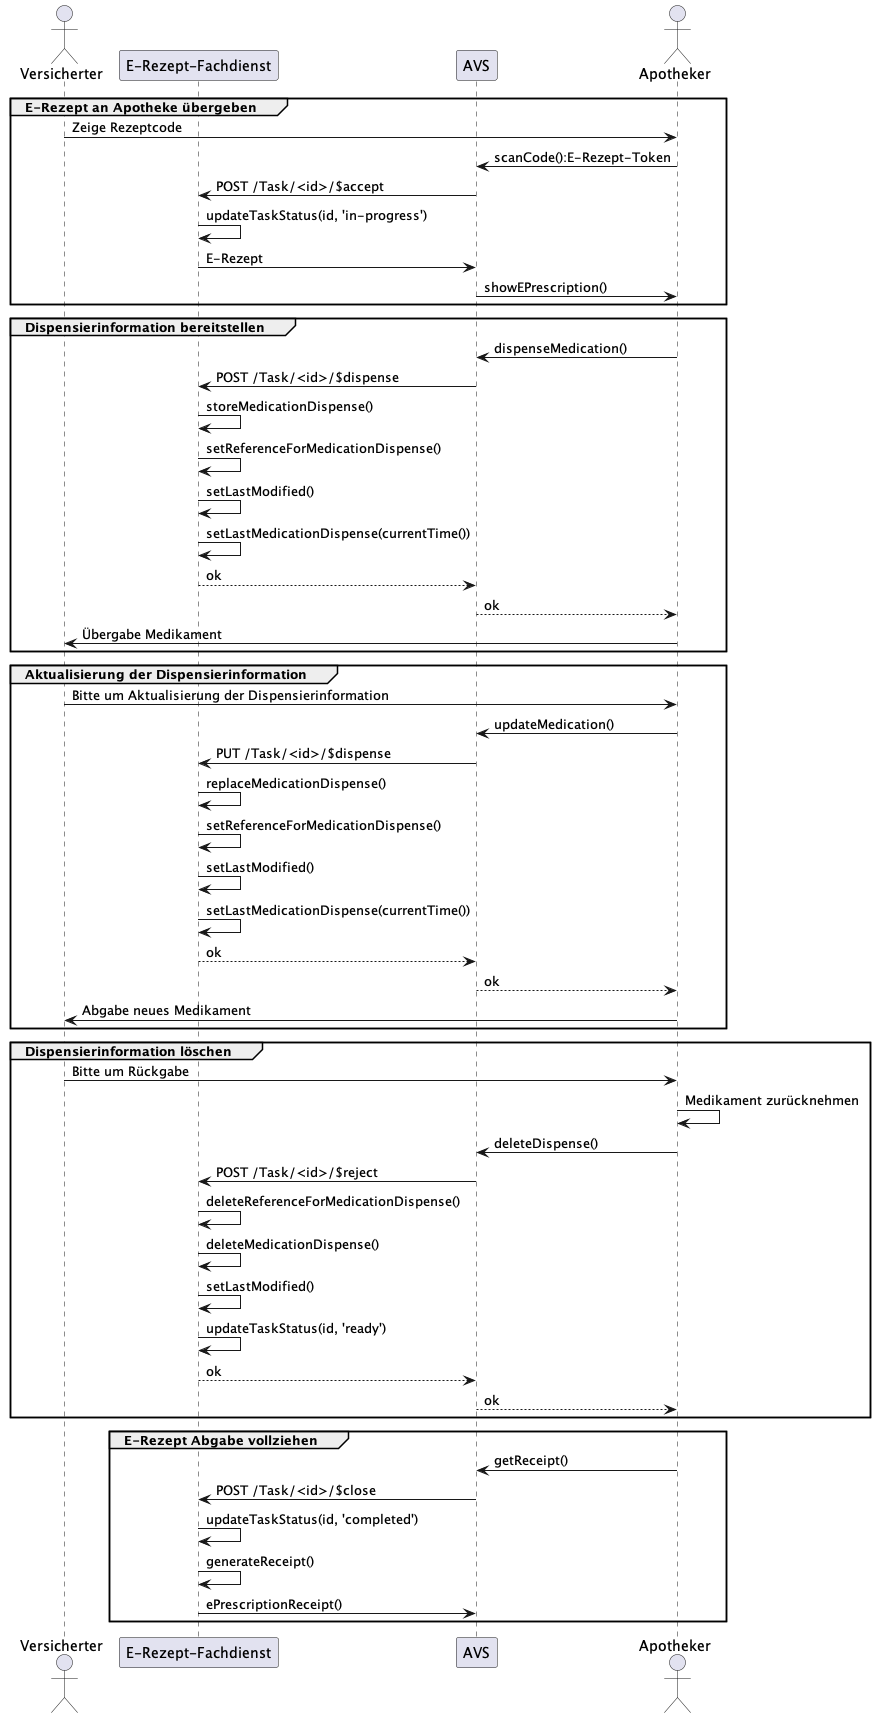 Versicherter
E-Rezept-Fachdienst
AVS
Apotheker
E-Rezept an Apotheke übergeben
Zeige Rezeptcode
scanCode():E-Rezept-Token
POST /Task/<id>/$accept
updateTaskStatus(id, 'in-progress')
E-Rezept
showEPrescription()
Dispensierinformation bereitstellen
dispenseMedication()
POST /Task/<id>/$dispense
storeMedicationDispense()
setReferenceForMedicationDispense()
setLastModified()
setLastMedicationDispense(currentTime())
ok
ok
Übergabe Medikament
Aktualisierung der Dispensierinformation
Bitte um Aktualisierung der Dispensierinformation
updateMedication()
PUT /Task/<id>/$dispense
replaceMedicationDispense()
setReferenceForMedicationDispense()
setLastModified()
setLastMedicationDispense(currentTime())
ok
ok
Abgabe neues Medikament
Dispensierinformation löschen
Bitte um Rückgabe
Medikament zurücknehmen
deleteDispense()
POST /Task/<id>/$reject
deleteReferenceForMedicationDispense()
deleteMedicationDispense()
setLastModified()
updateTaskStatus(id, 'ready')
ok
ok
E-Rezept Abgabe vollziehen
getReceipt()
POST /Task/<id>/$close
updateTaskStatus(id, 'completed')
generateReceipt()
ePrescriptionReceipt()
Versicherter
E-Rezept-Fachdienst
AVS
Apotheker